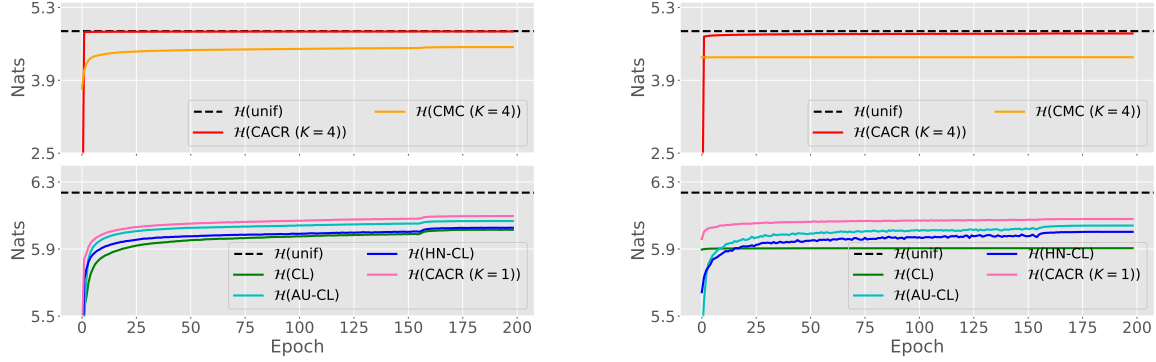 5.3
3.9
2.5
Nats
H(unif)
H(CACR (K = 4))
H(CMC (K = 4))
5.3
3.9
2.5
Nats
H(unif)
H(CACR (K = 4))
H(CMC (K = 4))
6.3
5.9
5.5
Nats
H(unif)
H(CL)
H(AU-CL)
H(HN-CL)
H(CACR (K = 1))
0 25 50 75 100 125 150 175 200
Epoch
6.3
5.9
5.5
Nats
H(unif)
H(CL)
H(AU-CL)
H(HN-CL)
H(CACR (K = 1))
0 25 50 75 100 125 150 175 200
Epoch